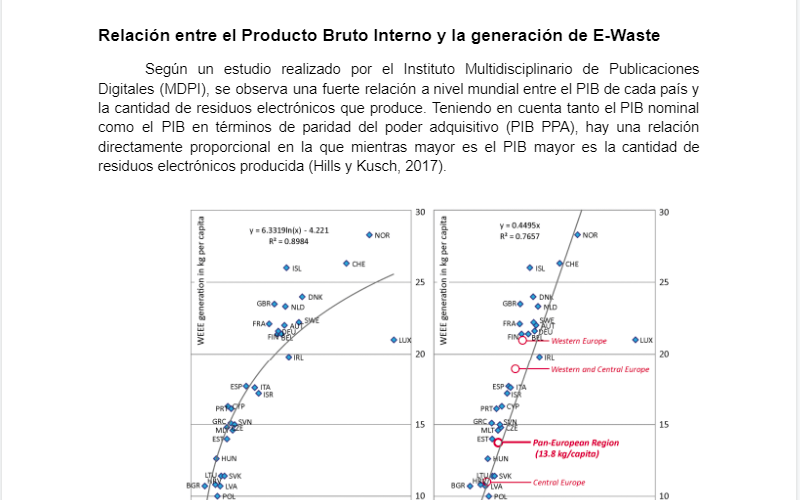 Relación entre el Producto Bruto Interno y la generación de E-Waste
Según un estudio realizado por el Instituto Multidisciplinario de Publicaciones
Digitales (MDPI), se observa una fuerte relación a nivel mundial entre el PIB de cada país y
la cantidad de residuos electrónicos que produce. Teniendo en cuenta tanto el PIB nominal
como el PIB en términos de paridad del poder adquisitivo (PIB PPA), hay una relación
directamente proporcional en la que mientras mayor es el PIB mayor es la cantidad de
residuos electrónicos producida (Hills y Kusch, 2017).
WEEE generation in kg per capita
y = 6.3319ln(x) - 4.221
R² = 0.8984
30
NOR
CHE
ISL
25
DNK
GBR
NLD
SWE
FRA
AUT
DEU
FIN
BEL
LUX
IRL
20
ESP
ITA
ISR
PRT
CYP
GRC
SVN
MLT
CZE
15
EST
HUN
LTU
SVK
BGR
LVA
POL
10
WEEE generation in kg per capita
y = 0.4495x
R² = 0.7657
30
NOR
CHE
ISL
25
DNK
GBR
NLD
SWE
FRA
AUT
DEU
FIN
BEL
Western Europe
LUX
IRL
20
Western and Central Europe
ESP
ITA
ISR
PRT
CYP
GRC
SVN
MLT
CZE
15
EST
Pan-European Region
(13.8 kg/capita)
HUN
LTU
SVK
Central Europe
BGR
LVA
POL
10